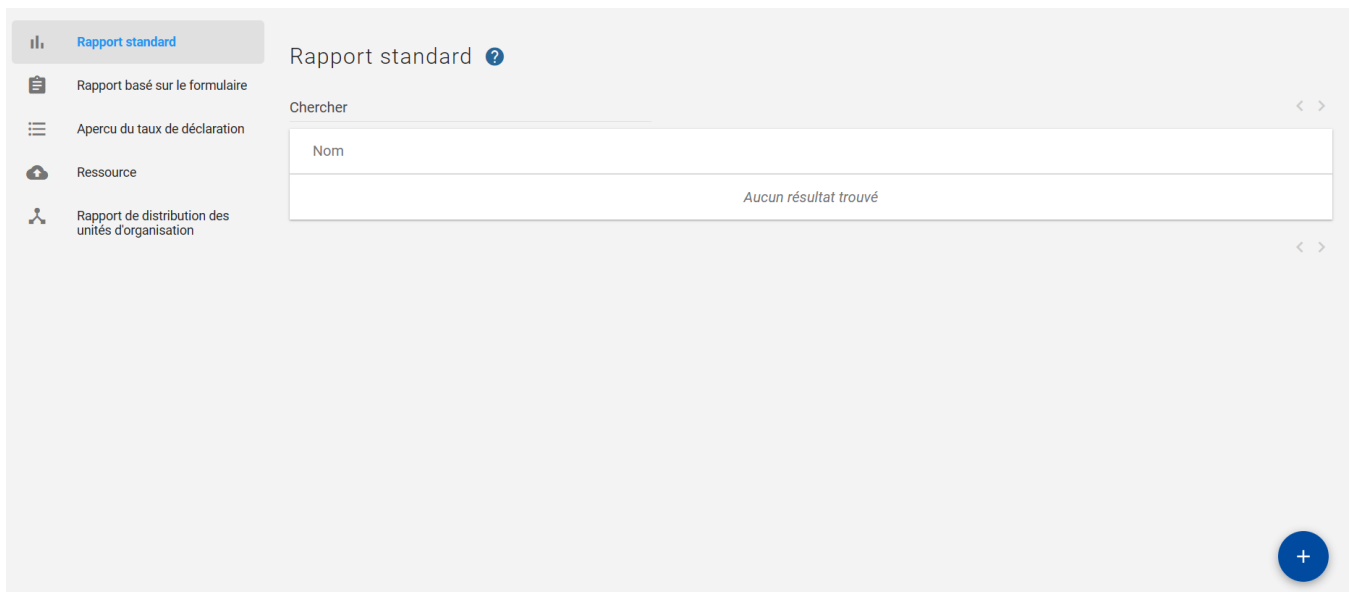 Rapport standard
Rapport basé sur le formulaire
Apercu du taux de déclaration
Ressource
Rapport de distribution des
unités d'organisation
Rapport standard ?
Chercher
Nom
Aucun résultat trouvé